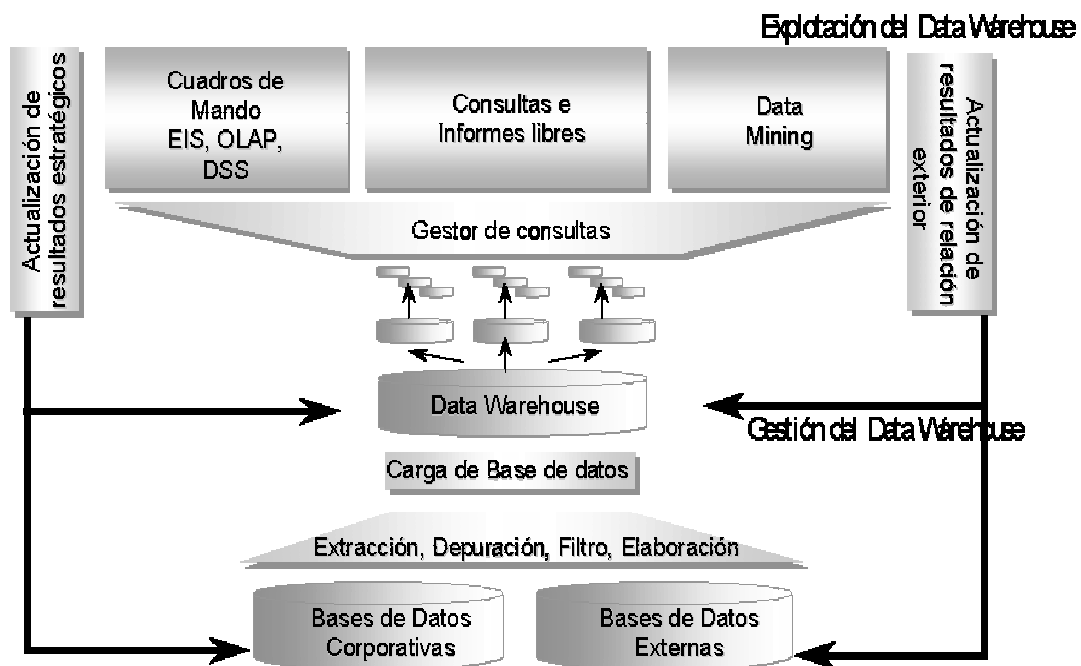 Explotación del Data Warehouse
Actualización de
resultados estratégicos
Cuadros de
Mando
EIS, OLAP,
DSS
Consultas e
Informes libres
Data
Mining
Actualización de
resultados de relación
exterior
Gestor de consultas
Data Warehouse
Gestión del Data Warehouse
Carga de Base de datos
Extracción, Depuración, Filtro, Elaboración
Bases de Datos
Corporativas
Bases de Datos
Externas